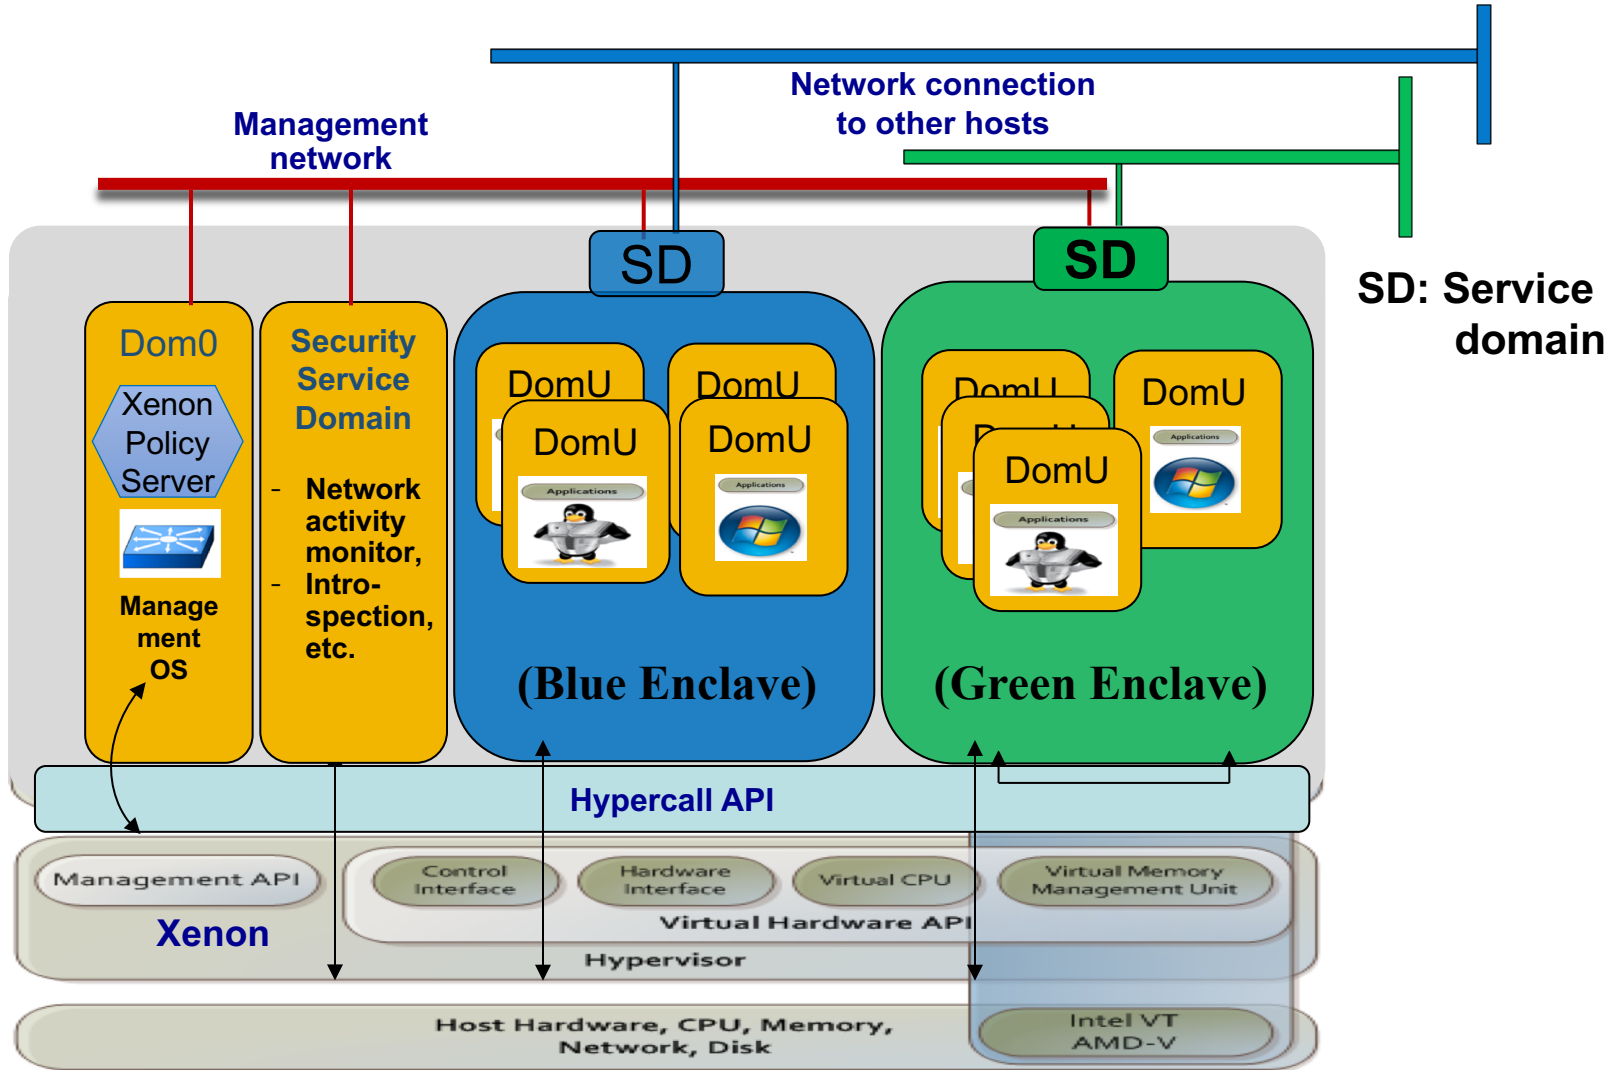 Network connection
to other hosts
Management
network
SD
SD
SD: Service
domain
Dom0
Xenon
Policy
Server
Manage
ment
OS
Security
Service
Domain
- Network
activity
monitor,
- Intro-
spection,
etc.
DomU
DomU
DomU
Applications
DomU
Applications
(Blue Enclave)
DomU
DomU
DomU
Applications
DomU
Applications
(Green Enclave)
Hypercall API
Management API
Control
Interface
Hardware
Interface
Virtual CPU
Virtual Memory
Management Unit
Virtual Hardware API
Xenon
Hypervisor
Host Hardware, CPU, Memory,
Network, Disk
Intel VT
AMD-V